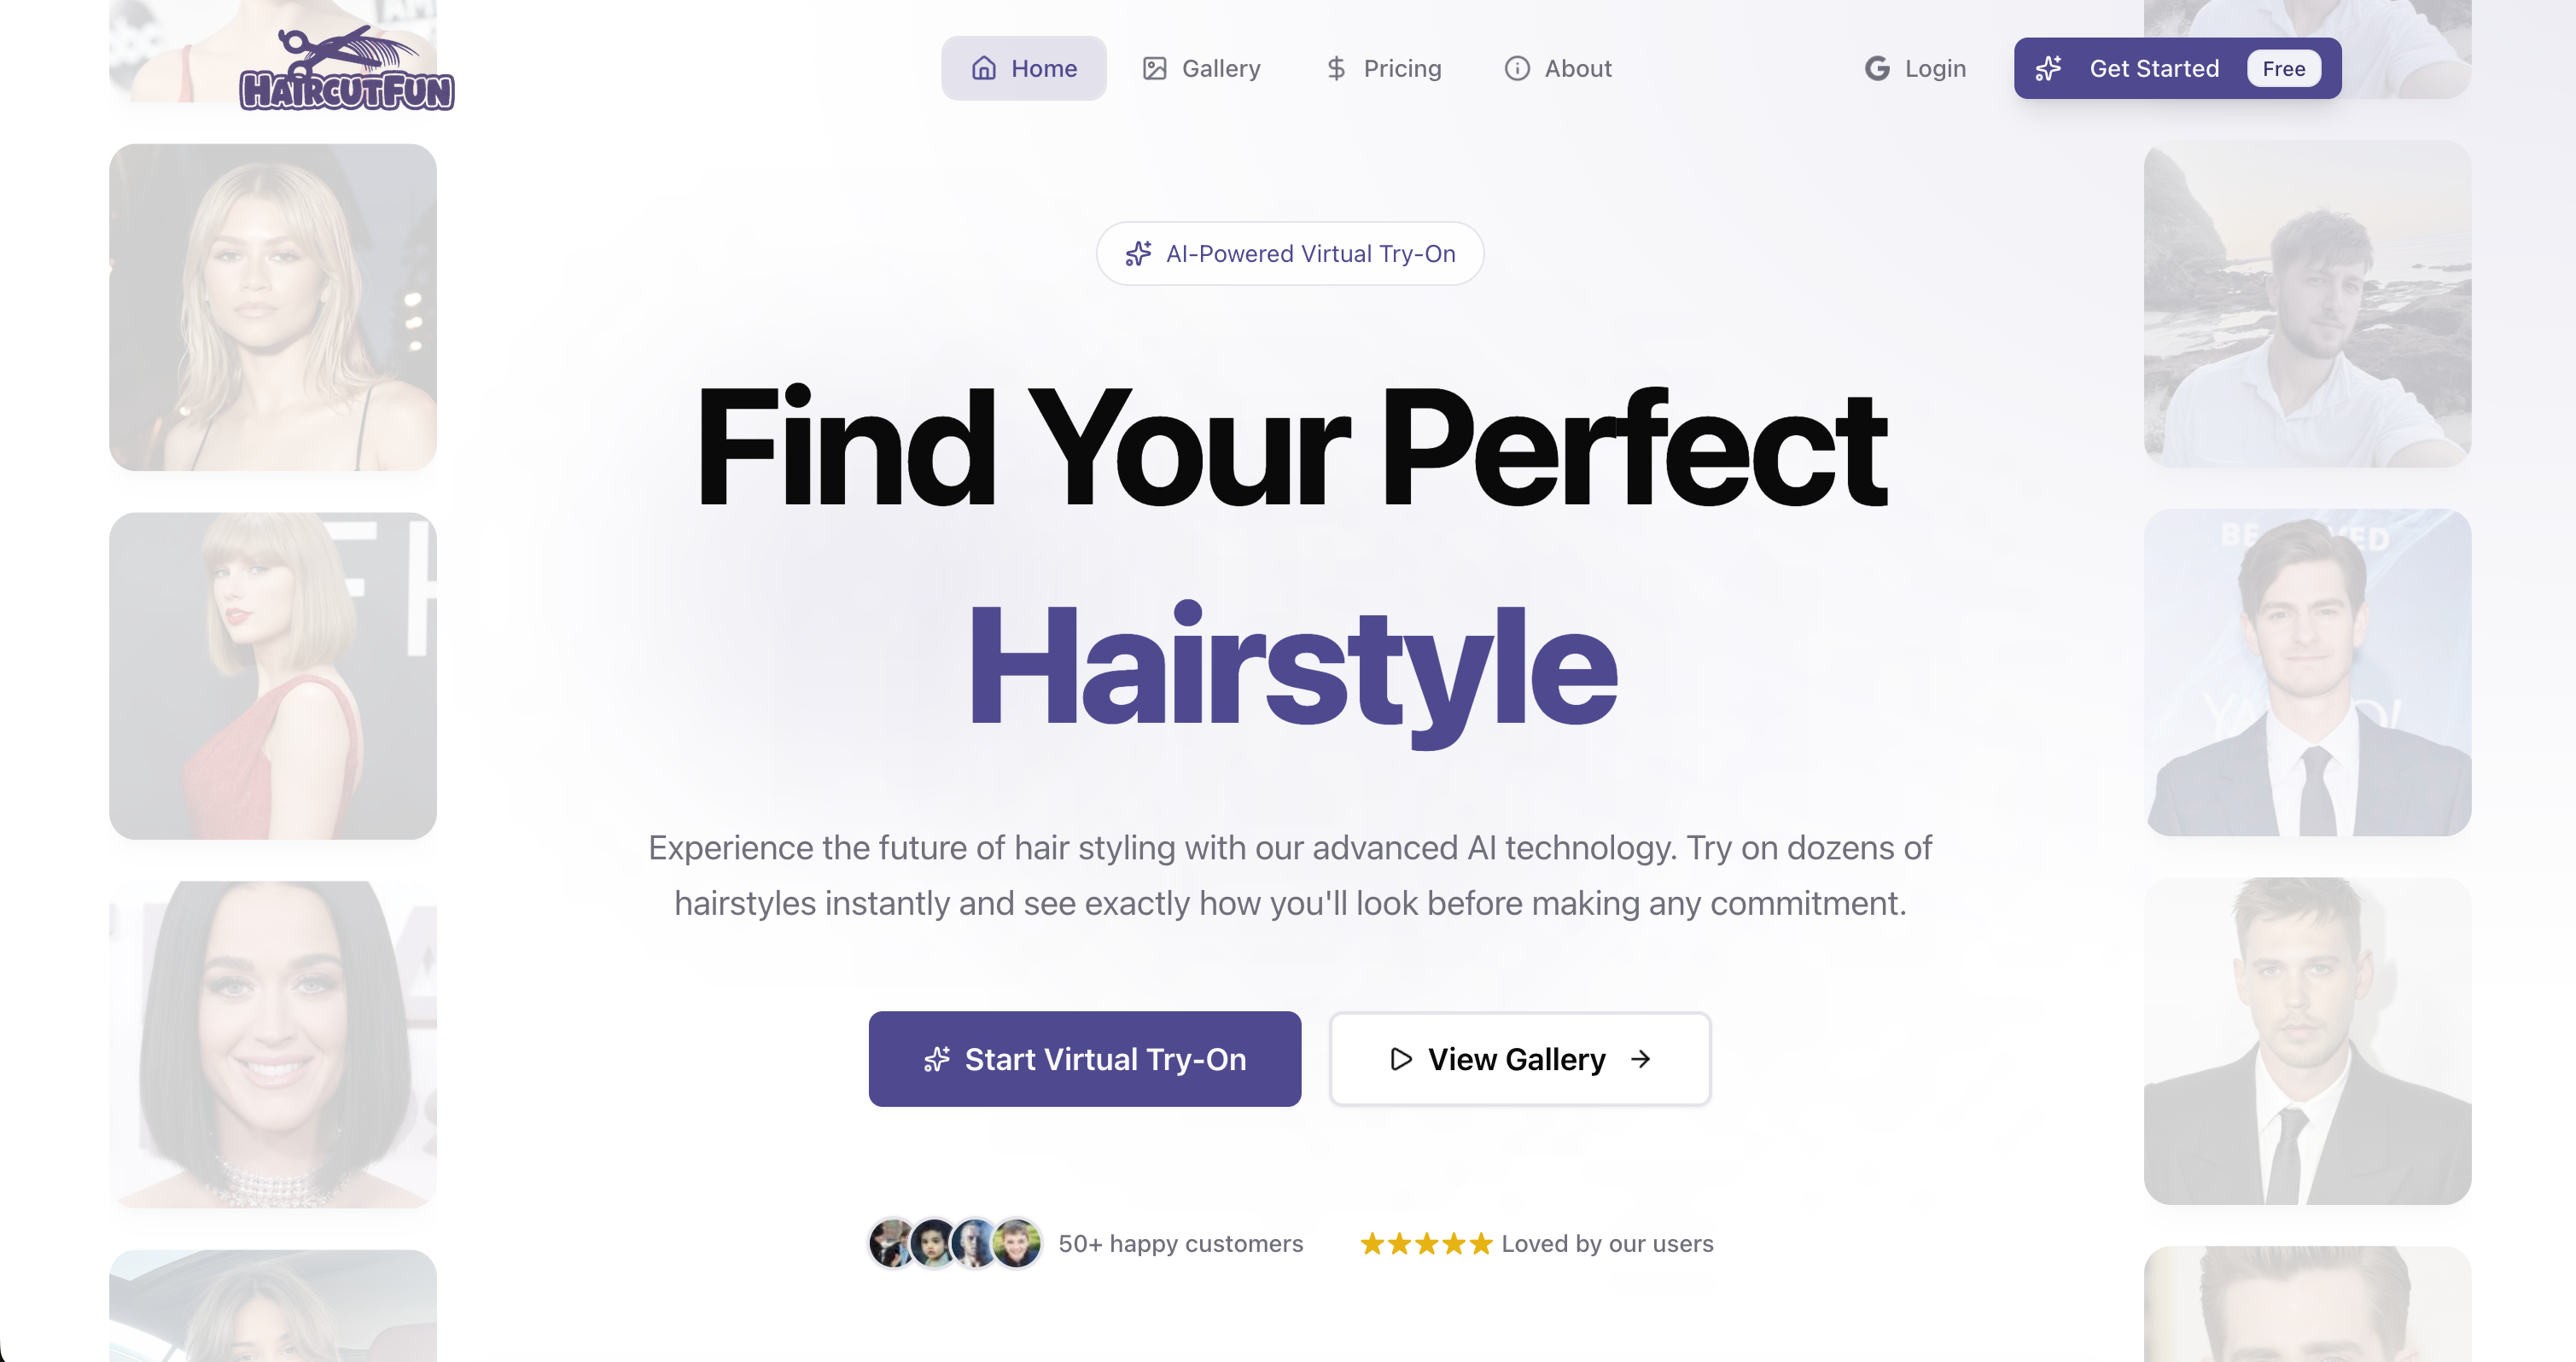 HAIRCUTFUN
Home
Gallery
Pricing
About
Login
Get Started
Free
AI-Powered Virtual Try-On
Find Your Perfect
Hairstyle
Experience the future of hair styling with our advanced AI technology. Try on dozens of
hairstyles instantly and see exactly how you'll look before making any commitment.
Start Virtual Try-On
View Gallery
50+ happy customers
Loved by our users